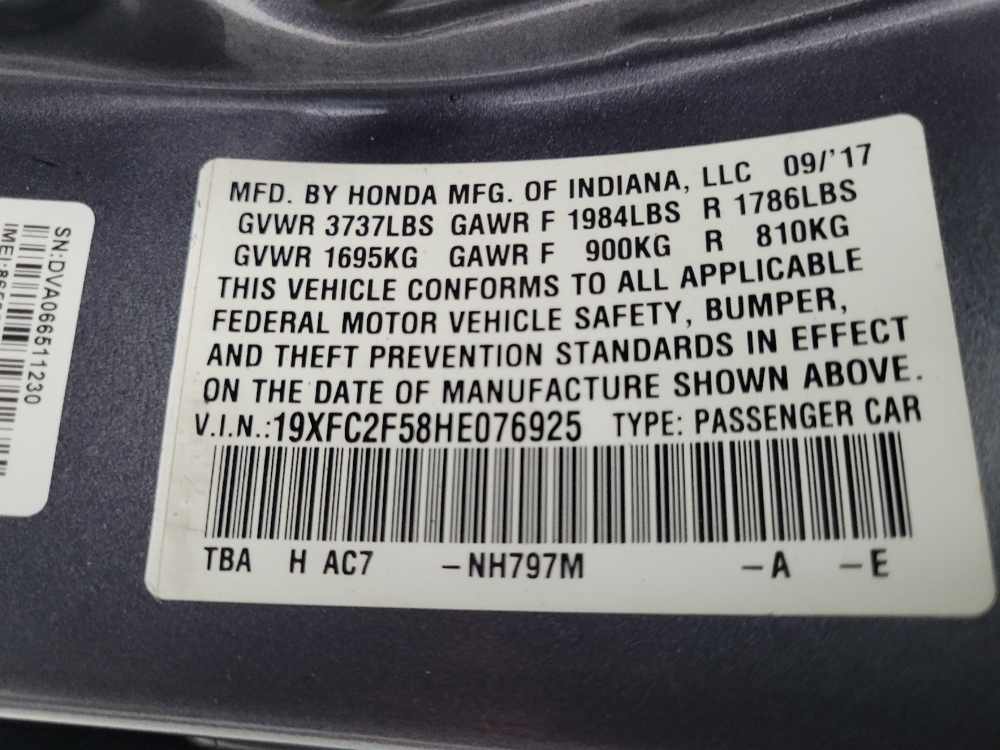 MFD. BY HONDA MFG. OF INDIANA, LLC 09/'17
GVWR 3737LBS GAWR F 1984LBS R 1786LBS
GVWR 1695KG GAWR F 900KG R 810KG
THIS VEHICLE CONFORMS TO ALL APPLICABLE
FEDERAL MOTOR VEHICLE SAFETY, BUMPER,
AND THEFT PREVENTION STANDARDS IN EFFECT
ON THE DATE OF MANUFACTURE SHOWN ABOVE.
V.I.N.:19XFC2F58HE076925 TYPE: PASSENGER CAR
TBA H AC7 -NH797M -A -E
SN:DVA066511230